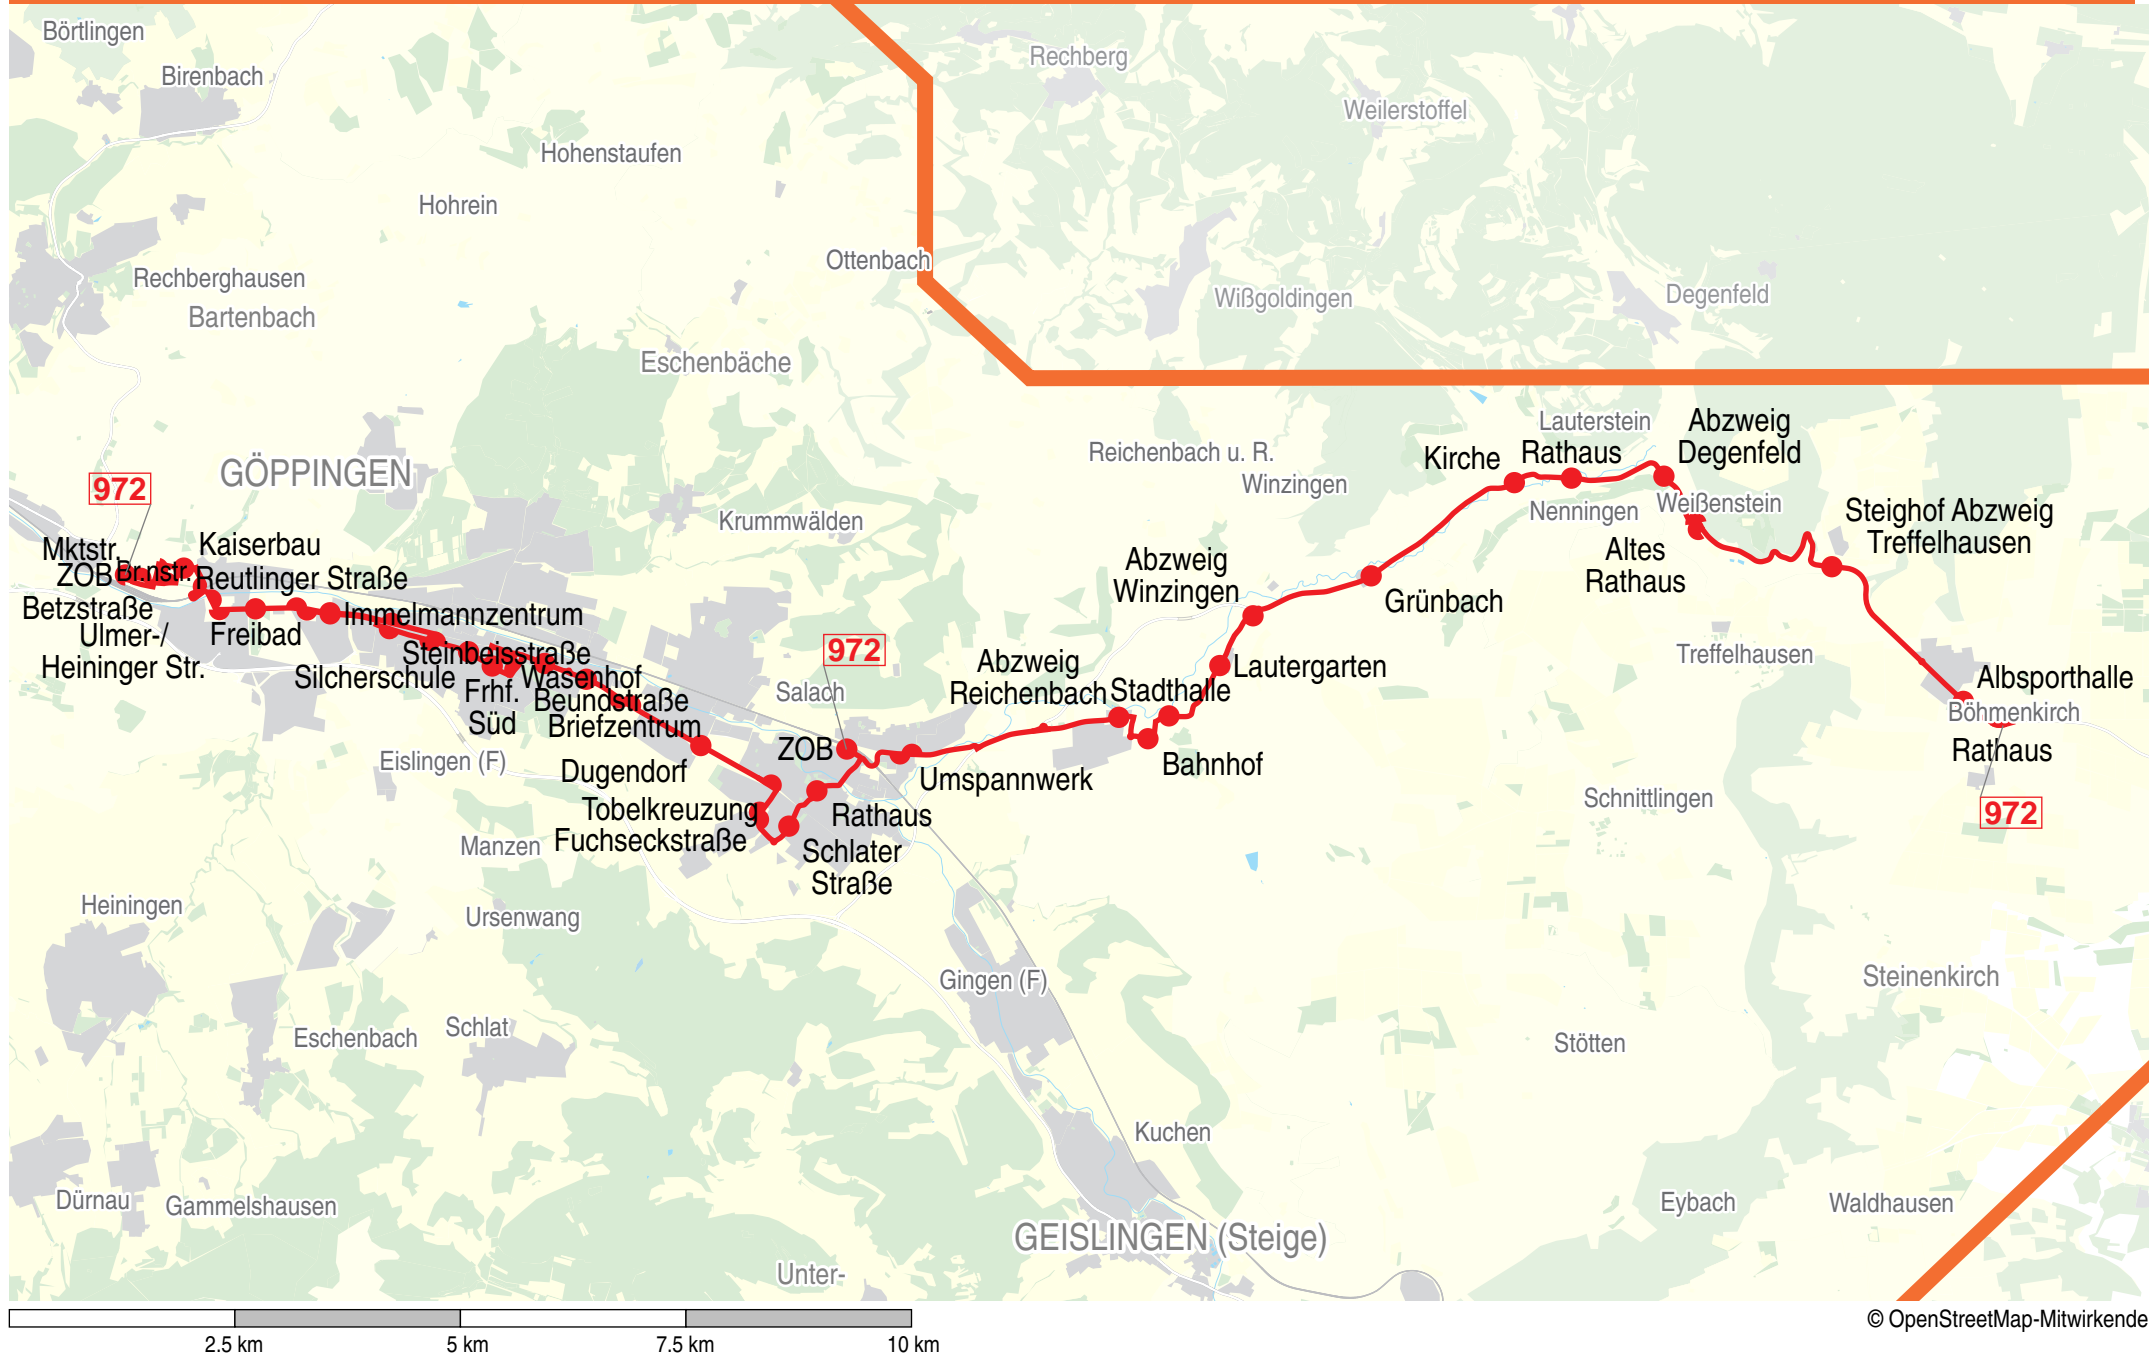 Börtlingen
Birenbach
Rechberg
Weilerstoffel
Hohenstaufen
Hohrein
Ottenbach
Rechberghausen
Bartenbach
Wißgoldingen
Degenfeld
Eschenbäche
Lauterstein
Abzweig
Degenfeld
Kirche
Rathaus
Reichenbach u. R.
Winzingen
GÖPPINGEN
972
Krummwälden
Nenningen
Weißenstein
Steighof Abzweig
Treffelhausen
Mktstr.
Kaiserbau
ZOB
Br.nstr.
Reutlinger Straße
Altes
Rathaus
Abzweig
Winzingen
Grünbach
Betzstraße
Ulmer-/
Heininger Str.
Freibad
Immelmannzentrum
Steinbeisstraße
Silcherschule
Wasenhof
Frhf.
Süd
Beundstraße
Briefzentrum
972
Salach
Abzweig
Reichenbach
Stadthalle
Lautergarten
Treffelhausen
Albsporthalle
Böhmenkirch
Rathaus
972
Eislingen (F)
ZOB
Umspannwerk
Bahnhof
Dugendorf
Tobelkreuzung
Fuchseckstraße
Rathaus
Schlater
Straße
Schnittlingen
Manzen
Heiningen
Ursenwang
Gingen (F)
Steinenkirch
Eschenbach
Schlat
Stötten
Kuchen
Dürnau
Gammelshausen
Eybach
Waldhausen
GEISLINGEN (Steige)
Unter-
© OpenStreetMap-Mitwirkende
2.5 km
5 km
7.5 km
10 km